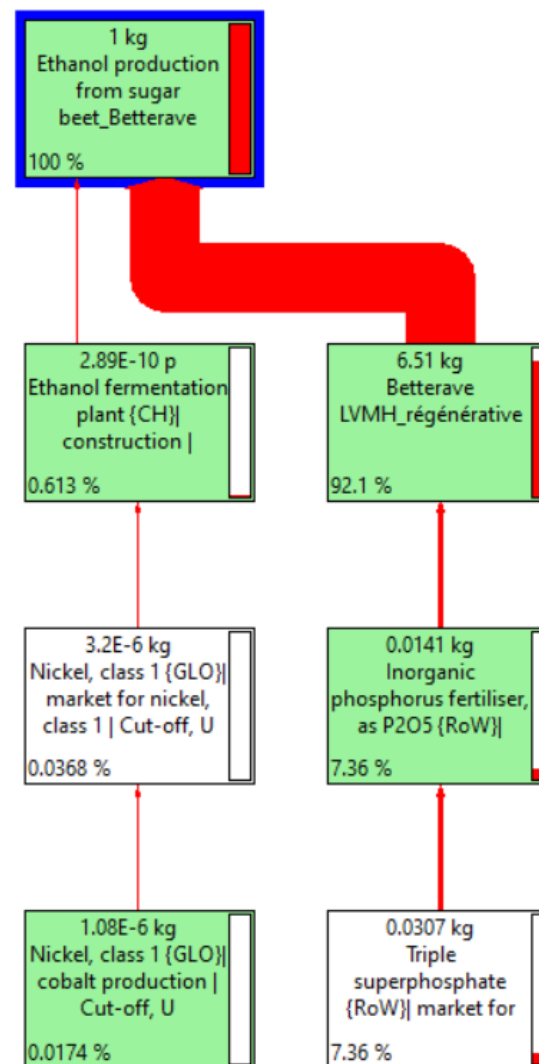 1 kg
Ethanol production
from sugar
beet_Betterave
100 %
2.89E-10 p
Ethanol fermentation
plant {CH}|
construction |
0.613 %
6.51 kg
Betterave
LVMH_régénérative
92.1 %
3.2E-6 kg
Nickel, class 1 {GLO}|
market for nickel,
class 1 | Cut-off, U
0.0368 %
0.0141 kg
Inorganic
phosphorus fertiliser,
as P2O5 {RoW}|
7.36 %
1.08E-6 kg
Nickel, class 1 {GLO}|
cobalt production |
Cut-off, U
0.0174 %
0.0307 kg
Triple
superphosphate
{RoW}| market for
7.36 %